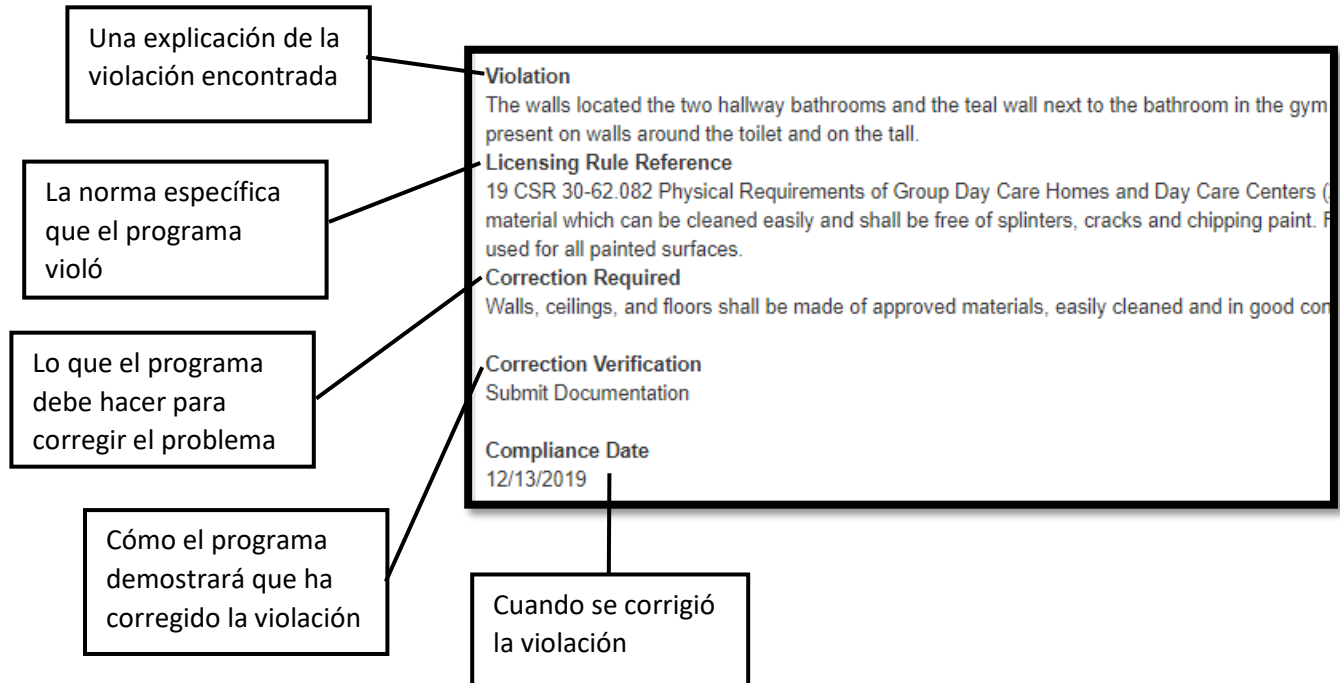 Una explicación de la
violación encontrada
La norma específica
que el programa
violó
Lo que el programa
debe hacer para
corregir el problema
Cómo el programa
demostrará que ha
corregido la violación
Cuando se corrigió
la violación
Violation
The walls located the two hallway bathrooms and the teal wall next to the bathroom in the gym
present on walls around the toilet and on the tall.
Licensing Rule Reference
19 CSR 30-62.082 Physical Requirements of Group Day Care Homes and Day Care Centers (
material which can be cleaned easily and shall be free of splinters, cracks and chipping paint.
used for all painted surfaces.
Correction Required
Walls, ceilings, and floors shall be made of approved materials, easily cleaned and in good
Correction Verification
Submit Documentation
Compliance Date
12/13/2019